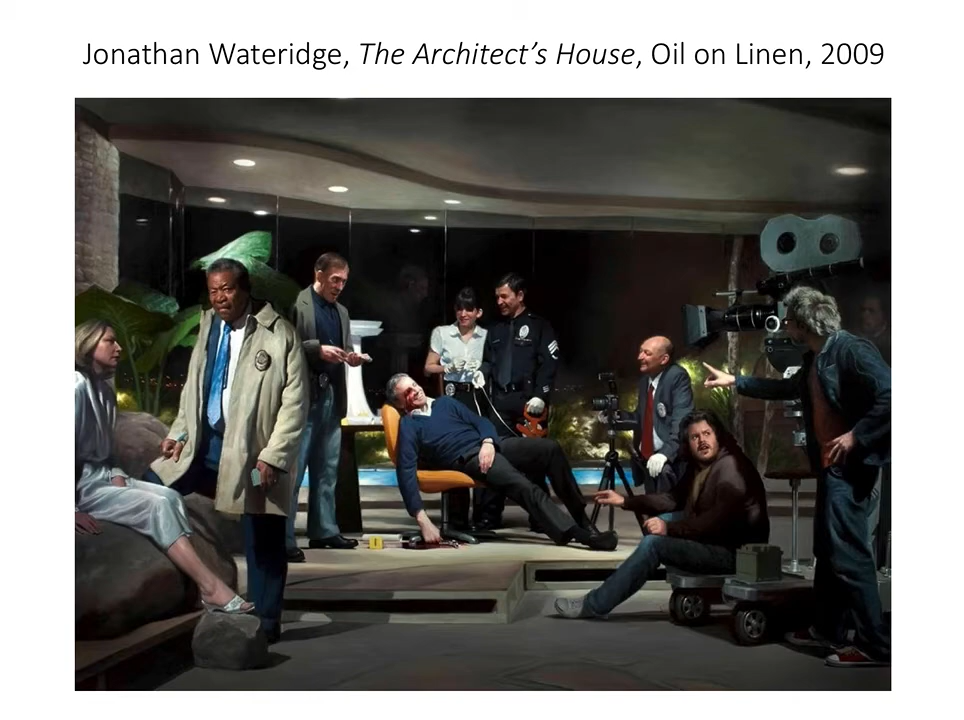 Jonathan Wateridge, The Architect’s House, Oil on Linen, 2009